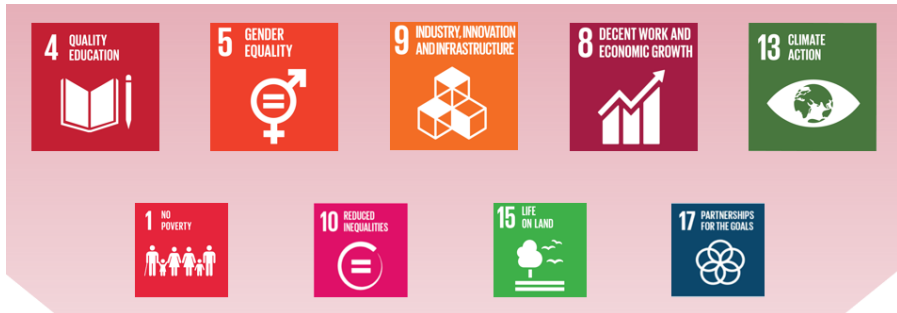 4 QUALITY
EDUCATION
5 GENDER
EQUALITY
9 INDUSTRY, INNOVATION
AND INFRASTRUCTURE
8 DECENT WORK AND
ECONOMIC GROWTH
13 CLIMATE
ACTION
1 NO
POVERTY
10 REDUCED
INEQUALITIES
15 LIFE
ON LAND
17 PARTNERSHIPS
FOR THE GOALS